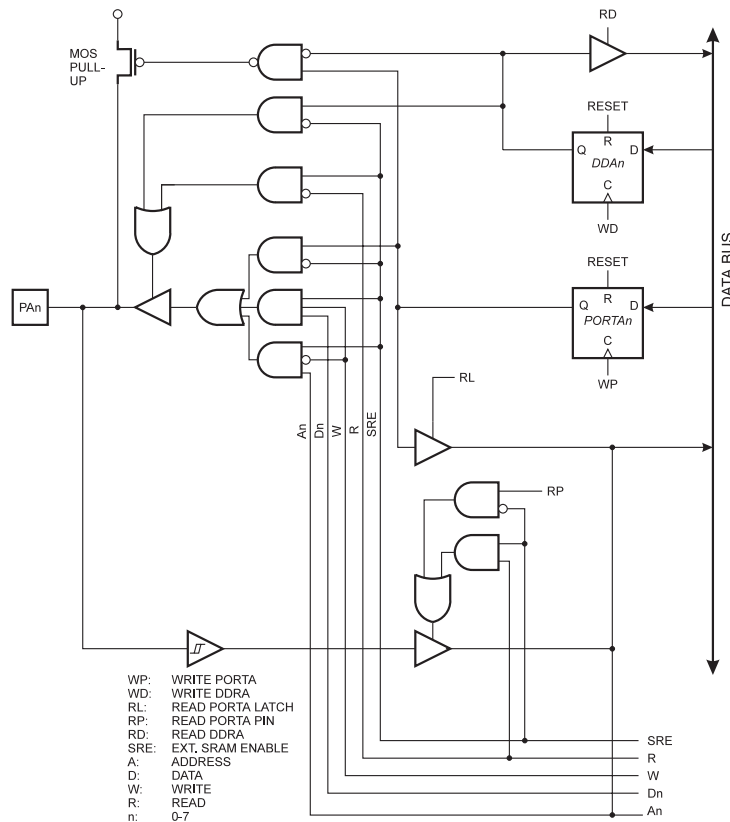 RD
MOS
PULL-
UP
RESET
R
Q
D
DDAn
C
WD
RESET
R
Q
D
PAn
PORTAn
C
WP
DATA BUS
RL
An
Dn
W
R
SRE
RP
WP: WRITE PORTA
WD: WRITE DDRA
RL: READ PORTA LATCH
RP: READ PORTA PIN
RD: READ DDRA
SRE: EXT. SRAM ENABLE
A: ADDRESS
D: DATA
W: WRITE
R: READ
n: 0-7
SRE
R
W
Dn
An